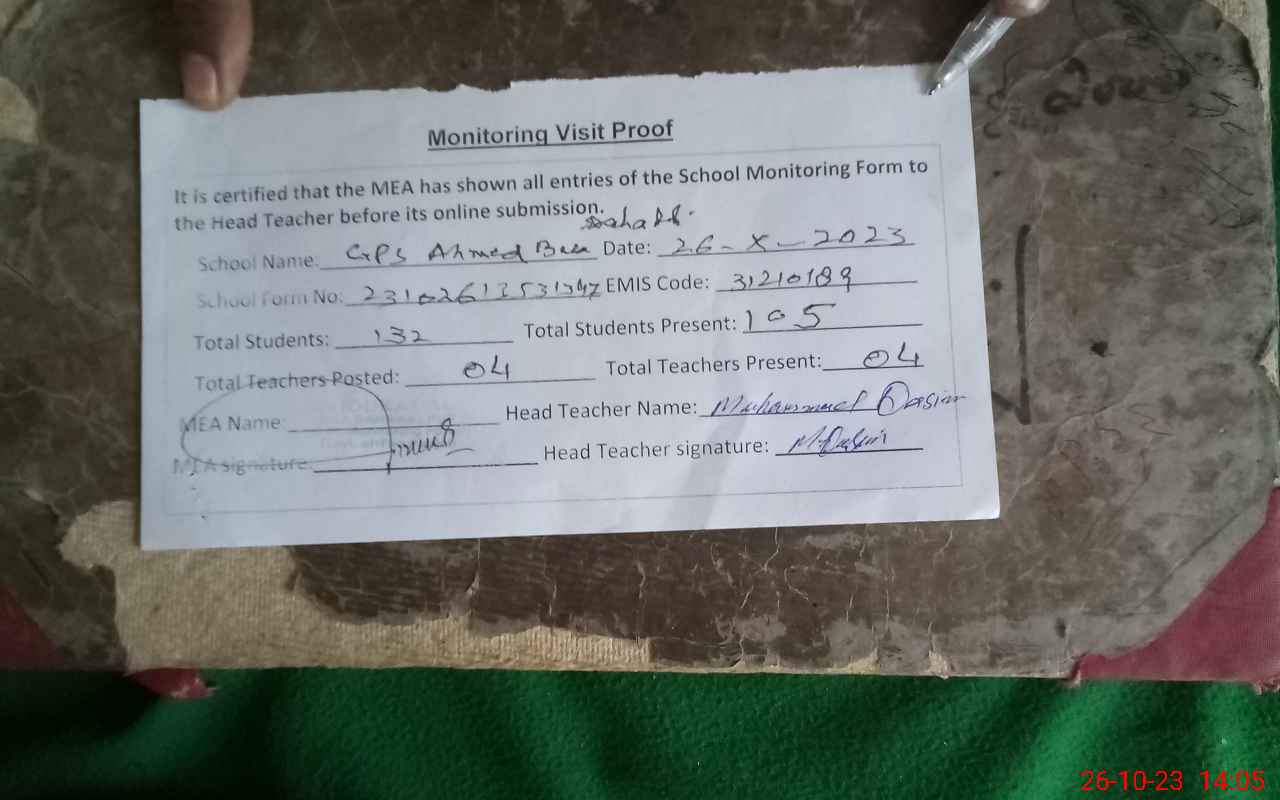 Monitoring Visit Proof
It is certified that the MEA has shown all entries of the School Monitoring Form to
the Head Teacher before its online submission.
School Name: GPS Ahmed Date: 26-X-2023
School Form No: EMIS Code: 31210189
Total Students: 132 Total Students Present: 105
Total Teachers Posted: 04 Total Teachers Present: 04
MEA Name: Head Teacher Name: Muhammad
MEA signature: Head Teacher signature:
26-10-23 14:05